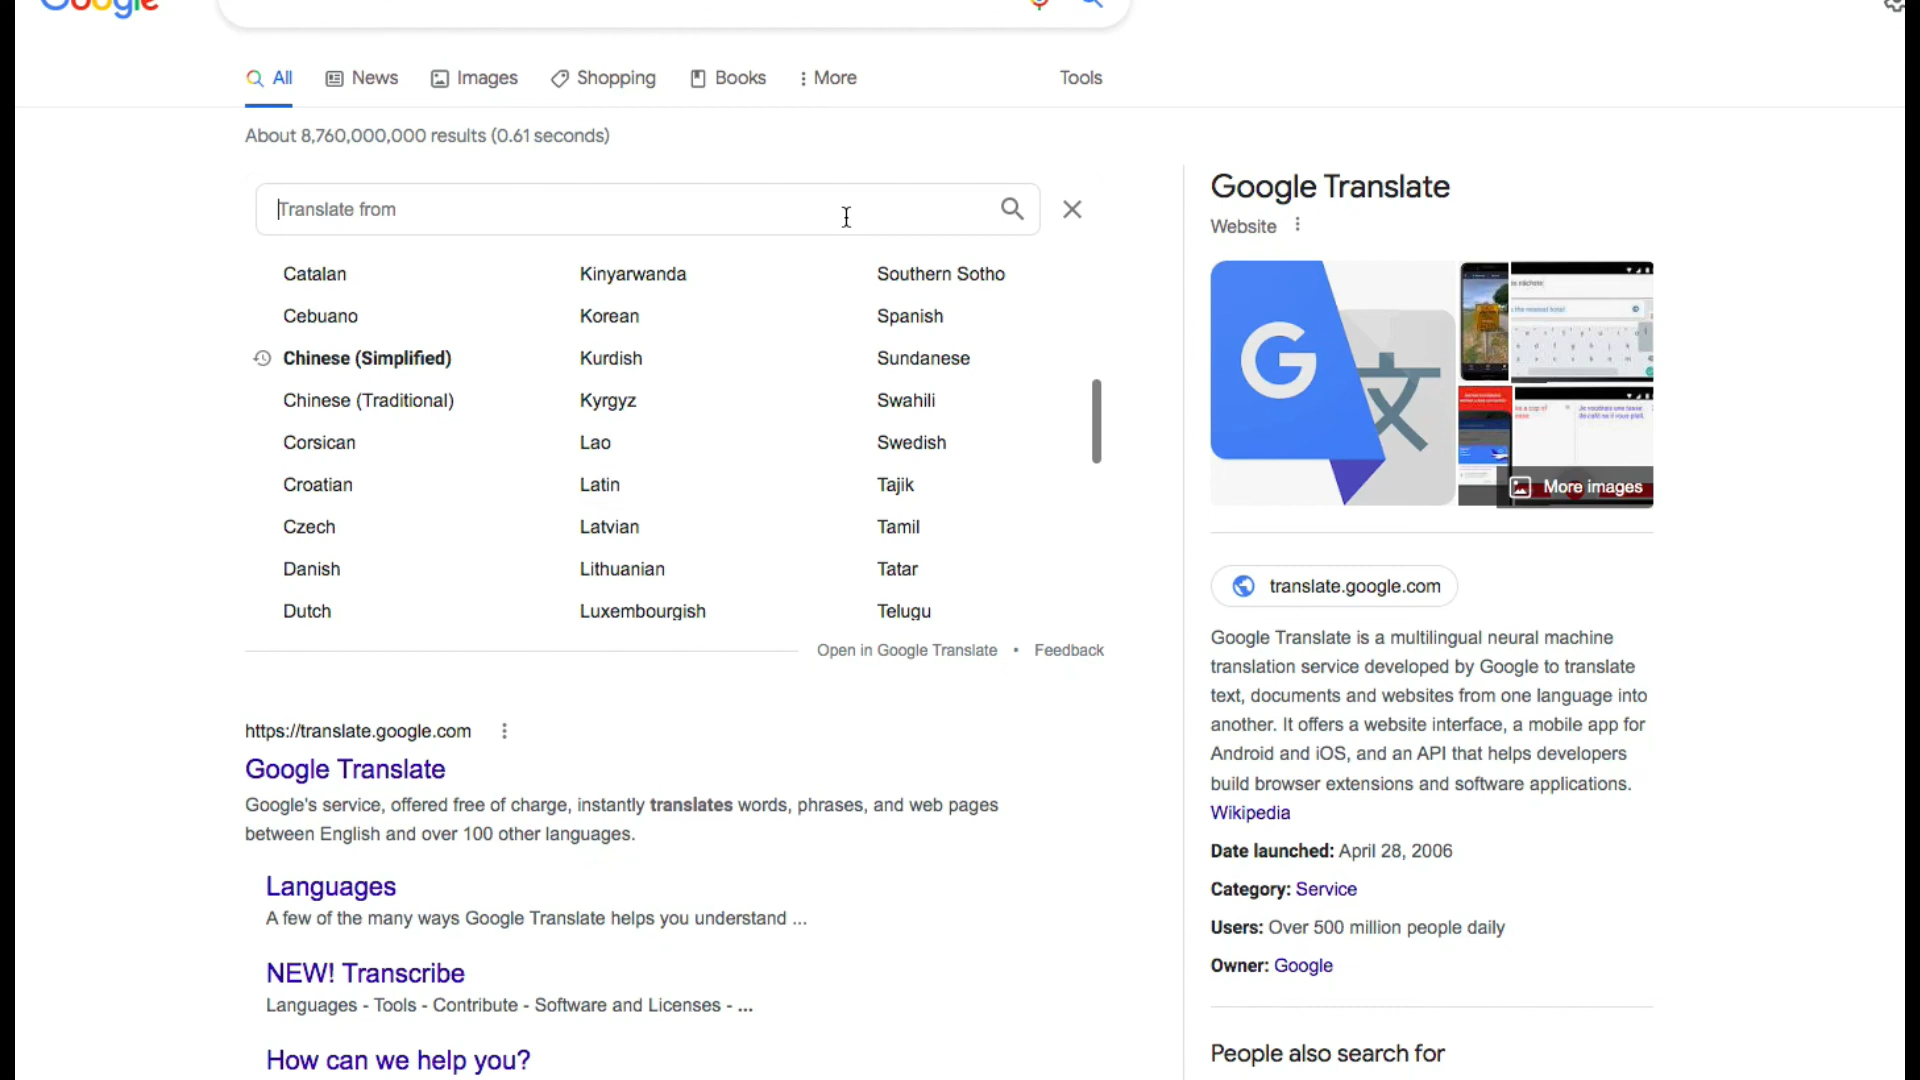 Google
All News Images Shopping Books More Tools
About 8,760,000,000 results (0.61 seconds)
Translate from
Catalan Kinyarwanda Southern Sotho
Cebuano Korean Spanish
Chinese (Simplified) Kurdish Sundanese
Chinese (Traditional) Kyrgyz Swahili
Corsican Lao Swedish
Croatian Latin Tajik
Czech Latvian Tamil
Danish Lithuanian Tatar
Dutch Luxembourgish Telugu
Open in Google Translate • Feedback
https://translate.google.com
Google Translate
Google's service, offered free of charge, instantly translates words, phrases, and web pages
between English and over 100 other languages.
Languages
A few of the many ways Google Translate helps you understand ...
NEW! Transcribe
Languages - Tools - Contribute - Software and Licenses - ...
How can we help you?
Google Translate
Website
G
文
More images
translate.google.com
Google Translate is a multilingual neural machine
translation service developed by Google to translate
text, documents and websites from one language into
another. It offers a website interface, a mobile app for
Android and iOS, and an API that helps developers
build browser extensions and software applications.
Wikipedia
Date launched: April 28, 2006
Category: Service
Users: Over 500 million people daily
Owner: Google
People also search for